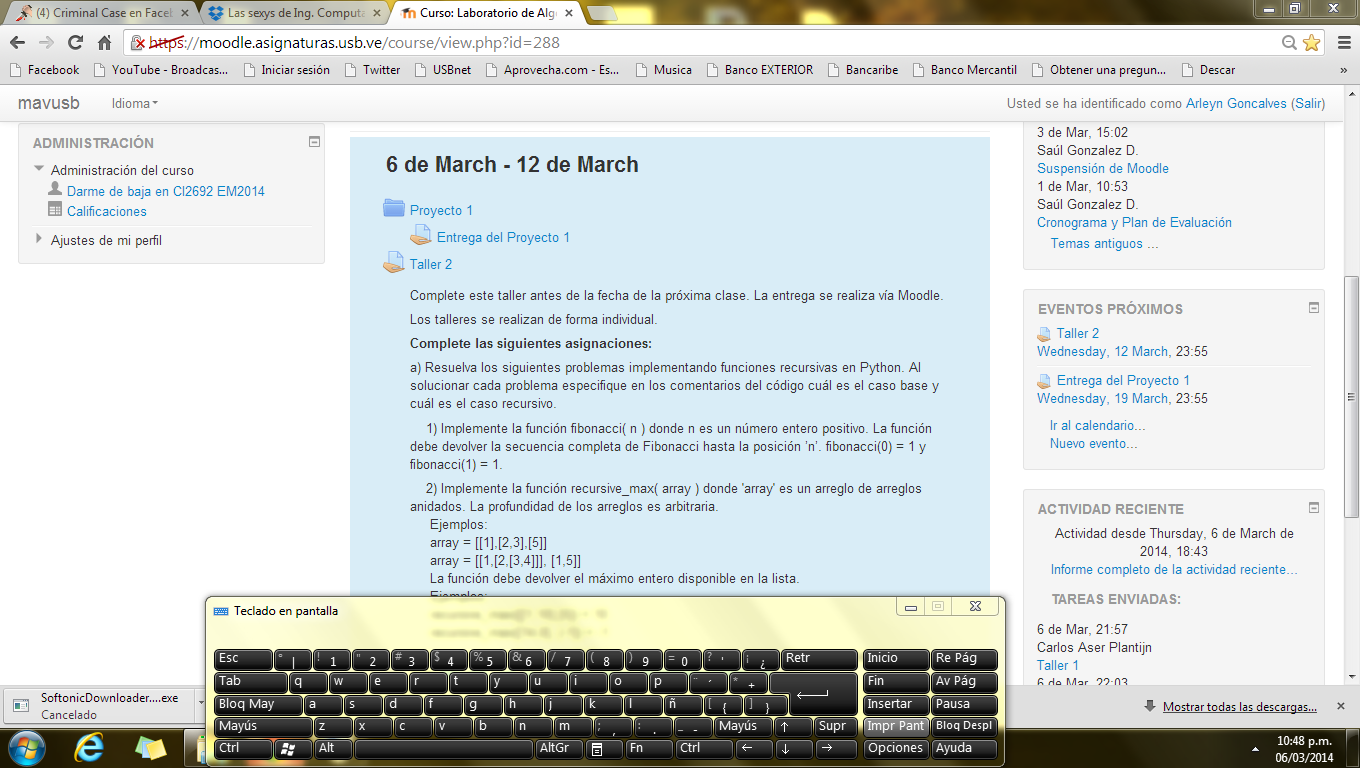 (4) Criminal Case en Faceb
Las sexys de Ing. Computa
Curso: Laboratorio de Alg
https://moodle.asignaturas.usb.ve/course/view.php?id=288
Facebook
YouTube - Broadcas...
Iniciar sesión
Twitter
USBnet
Aprovecha.com - Es...
Musica
Banco EXTERIOR
Bancaribe
Banco Mercantil
Obtener una pregun...
Descar
»
mavusb
Idioma
Usted se ha identificado como Arleyn Goncalves (Salir)
ADMINISTRACIÓN
Administración del curso
Darme de baja en CI2692 EM2014
Calificaciones
Ajustes de mi perfil
6 de March - 12 de March
Proyecto 1
Entrega del Proyecto 1
Taller 2
Complete este taller antes de la fecha de la próxima clase. La entrega se realiza vía Moodle.
Los talleres se realizan de forma individual.
Complete las siguientes asignaciones:
a) Resuelva los siguientes problemas implementando funciones recursivas en Python. Al
solucionar cada problema especifique en los comentarios del código cuál es el caso base y
cuál es el caso recursivo.
1) Implemente la función fibonacci( n ) donde n es un número entero positivo. La función
debe devolver la secuencia completa de Fibonacci hasta la posición 'n'. fibonacci(0) = 1 y
fibonacci(1) = 1.
2) Implemente la función recursive_max( array ) donde 'array' es un arreglo de arreglos
anidados. La profundidad de los arreglos es arbitraria.
Ejemplos:
array = [[1],[2,3],[5]]
array = [[1,[2,[3,4]]], [1,5]]
La función debe devolver el máximo entero disponible en la lista.
Ejemplos:
3 de Mar, 15:02
Saúl Gonzalez D.
Suspensión de Moodle
1 de Mar, 10:53
Saúl Gonzalez D.
Cronograma y Plan de Evaluación
Temas antiguos ...
EVENTOS PRÓXIMOS
Taller 2
Wednesday, 12 March, 23:55
Entrega del Proyecto 1
Wednesday, 19 March, 23:55
Ir al calendario...
Nuevo evento...
ACTIVIDAD RECIENTE
Actividad desde Thursday, 6 de March de
2014, 18:43
Informe completo de la actividad reciente...
TAREAS ENVIADAS:
6 de Mar, 21:57
Carlos Aser Plantijn
Taller 1
6 de Mar, 22:03
Teclado en pantalla
Esc ° | ! 1 " 2 # 3 $ 4 % 5 & 6 / 7 ( 8 ) 9 = 0 ? ' ¡ ¿ Retr Inicio Re Pág
Tab q w e r t y u i o p ¨ ´ * + Fin Av Pág
Bloq May a s d f g h j k l ñ [ { ] } Insertar Pausa
Mayús z x c v b n m ; , : . _ - Mayús ↑ Supr Impr Pant Bloq Despl
Ctrl Alt AltGr Fn Ctrl ← ↓ → Opciones Ayuda
SoftonicDownloader....exe
Cancelado
Mostrar todas las descargas...
10:48 p.m.
06/03/2014